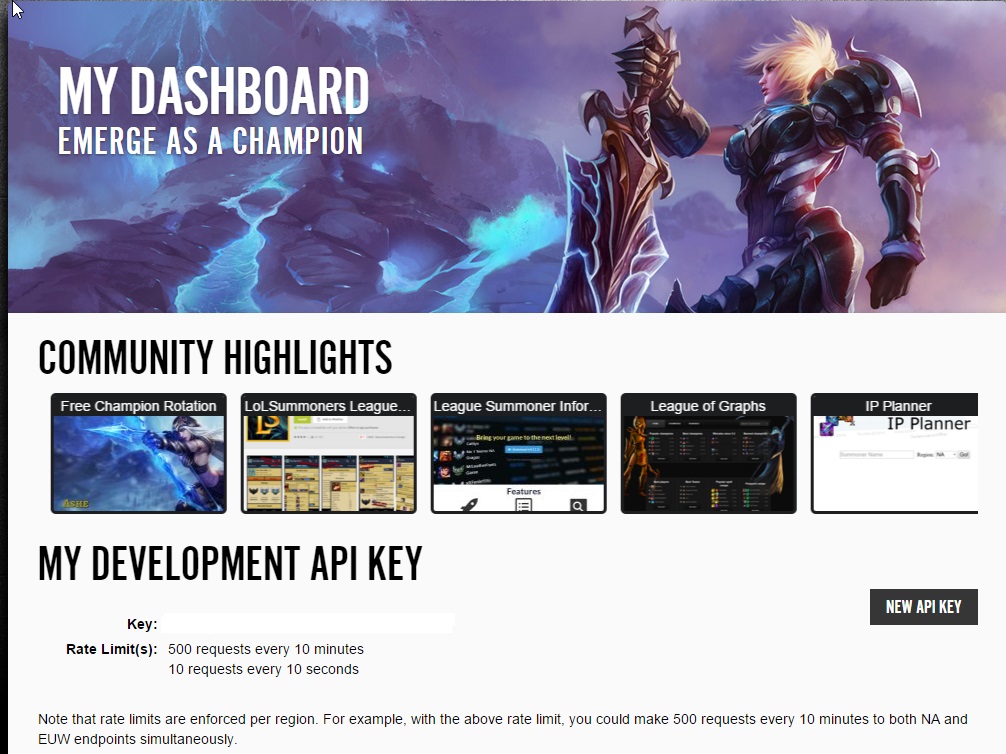 MY DASHBOARD
EMERGE AS A CHAMPION
COMMUNITY HIGHLIGHTS
Free Champion Rotation
LoLSummoners League...
League Summoner Infor...
League of Graphs
IP Planner
ASHE
LS
Bring your game to the next level!
Features
IP Planner
Summoner Name
Region: NA
Go!
MY DEVELOPMENT API KEY
NEW API KEY
Key:
Rate Limit(s): 500 requests every 10 minutes
10 requests every 10 seconds
Note that rate limits are enforced per region. For example, with the above rate limit, you could make 500 requests every 10 minutes to both NA and
EUW endpoints simultaneously.